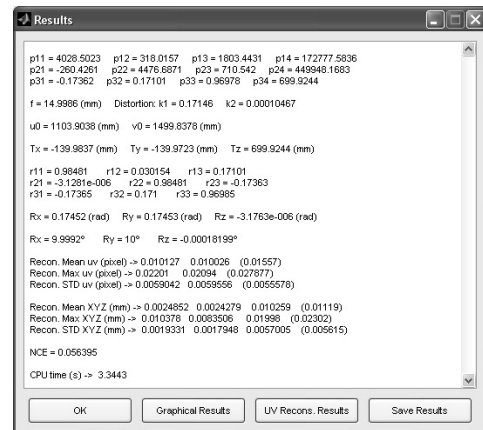 Results
p11 = 4028.5023 p12 = 318.0157 p13 = 1803.4431 p14 = 172777.5836
p21 = -260.4261 p22 = 4476.6871 p23 = 710.542 p24 = 449948.1683
p31 = -0.17362 p32 = 0.17101 p33 = 0.96978 p34 = 699.9244
f = 14.9986 (mm) Distortion: k1 = 0.17146 k2 = 0.00010467
u0 = 1103.9038 (mm) v0 = 1499.8378 (mm)
Tx = -139.9837 (mm) Ty = -139.9723 (mm) Tz = 699.9244 (mm)
r11 = 0.98481 r12 = 0.030154 r13 = 0.17101
r21 = -3.1281e-006 r22 = 0.98481 r23 = -0.17363
r31 = -0.17365 r32 = 0.171 r33 = 0.96985
Rx = 0.17452 (rad) Ry = 0.17453 (rad) Rz = -3.1763e-006 (rad)
Rx = 9.9992° Ry = 10° Rz = -0.00018199°
Recon. Mean uv (pixel) -> 0.010127 0.010026 (0.01557)
Recon. Max uv (pixel) -> 0.02201 0.02094 (0.027877)
Recon. STD uv (pixel) -> 0.0059042 0.0059556 (0.0055578)
Recon. Mean XYZ (mm) -> 0.0024852 0.0024279 0.010259 (0.01119)
Recon. Max XYZ (mm) -> 0.010378 0.0083506 0.01998 (0.02302)
Recon. STD XYZ (mm) -> 0.0019331 0.0017948 0.0057005 (0.005615)
NCE = 0.056395
CPU time (s) -> 3.3443
OK Graphical Results UV Recons. Results Save Results